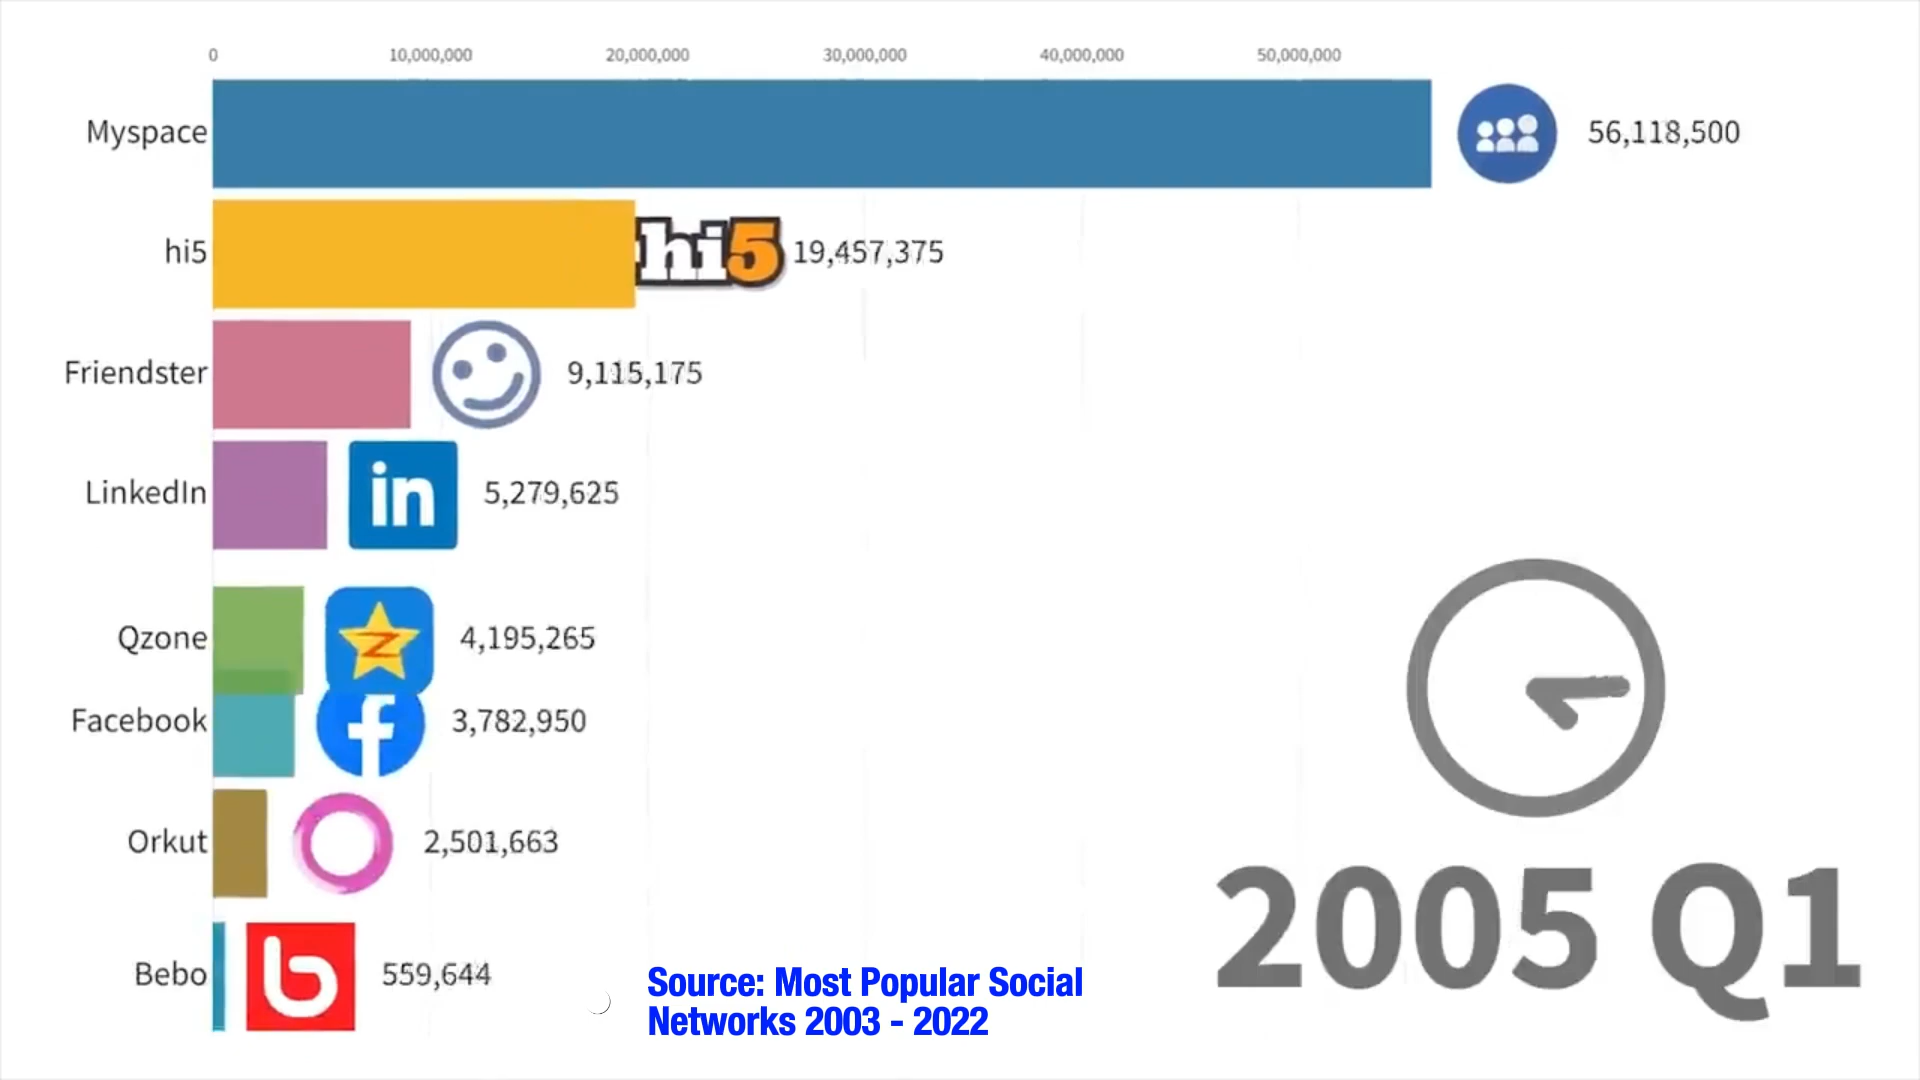 0 10,000,000 20,000,000 30,000,000 40,000,000 50,000,000
Myspace 56,118,500
hi5 hi5 19,457,375
Friendster 9,115,175
LinkedIn in 5,279,625
Qzone Z 4,195,265
Facebook f 3,782,950
Orkut 2,501,663
Bebo b 559,644
2005 Q1
Source: Most Popular Social
Networks 2003 - 2022